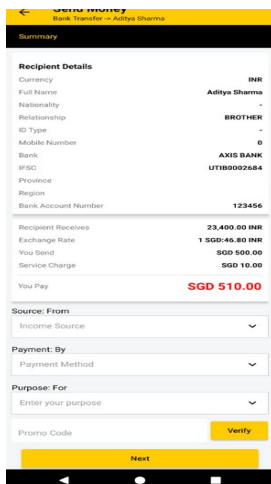 Send Money
Bank Transfer -> Aditya Sharma
Summary
Recipient Details
Currency INR
Full Name Aditya Sharma
Nationality -
Relationship BROTHER
ID Type -
Mobile Number 0
Bank AXIS BANK
IFSC UTIB0002684
Province
Region
Bank Account Number 123456
Recipient Receives 23,400.00 INR
Exchange Rate 1 SGD:46.80 INR
You Send SGD 500.00
Service Charge SGD 10.00
You Pay SGD 510.00
Source: From
Income Source
Payment: By
Payment Method
Purpose: For
Enter your purpose
Promo Code Verify
Next